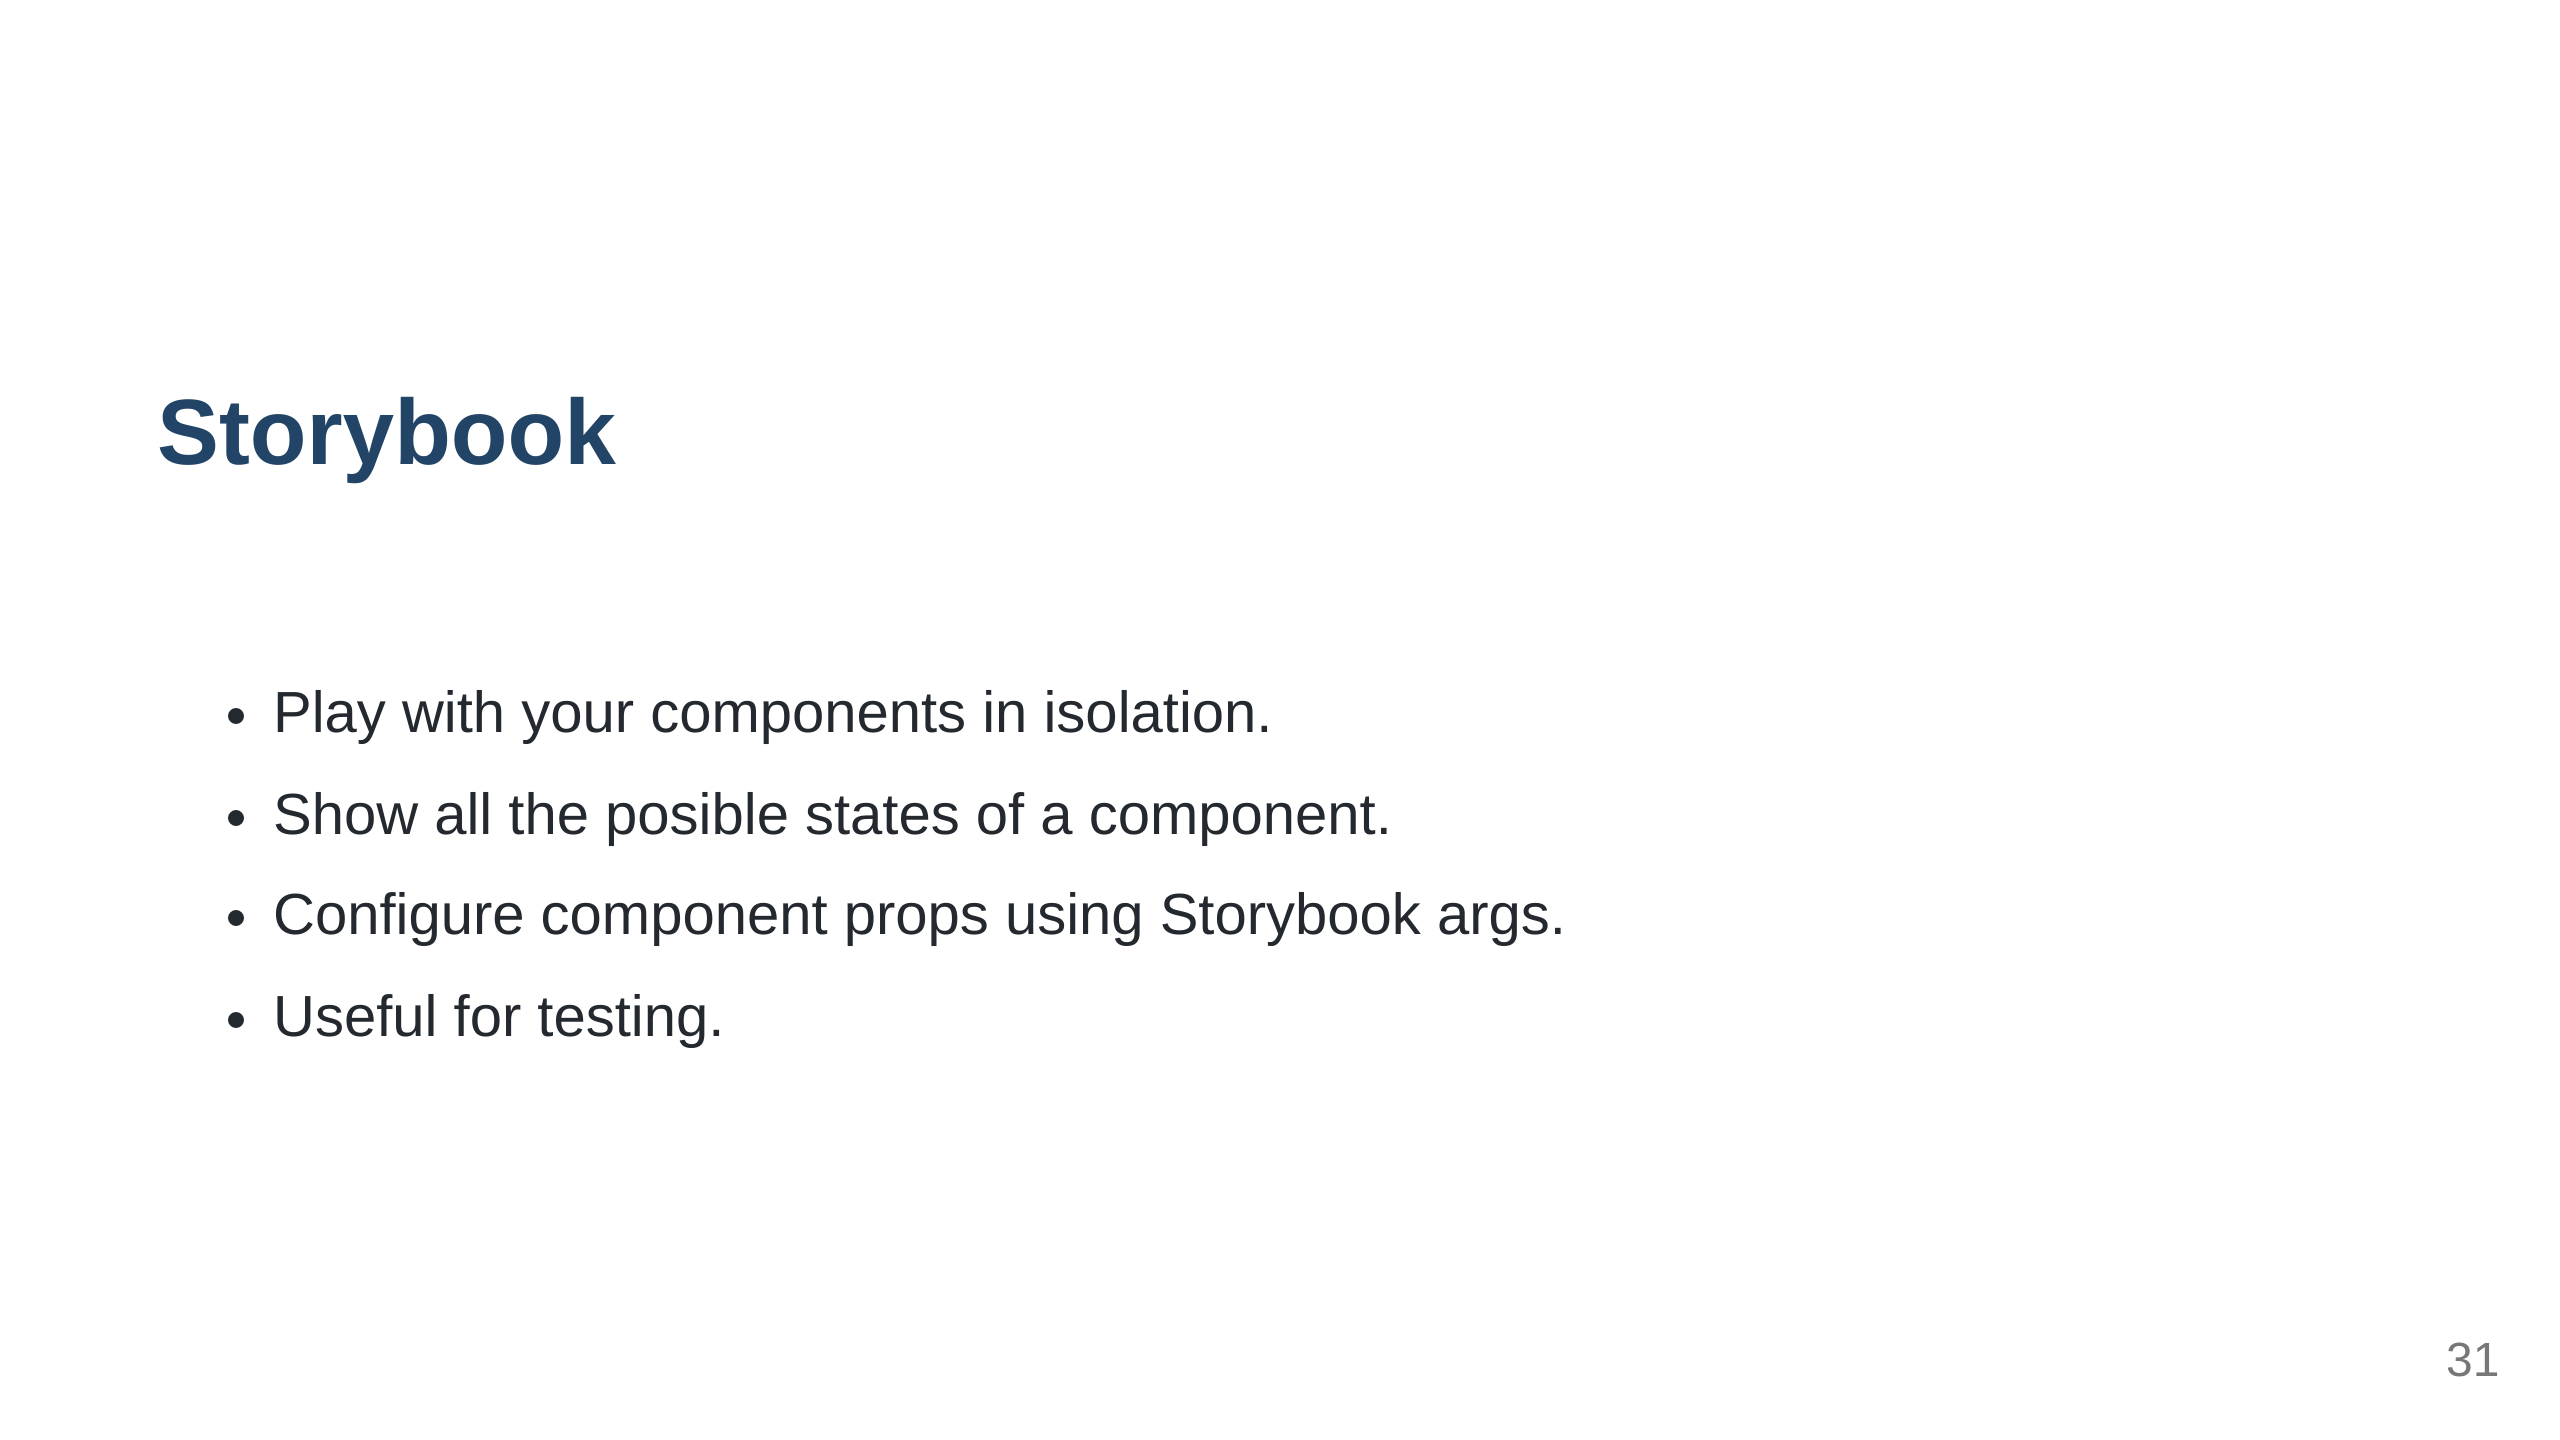 Storybook
• Play with your components in isolation.
• Show all the posible states of a component.
• Configure component props using Storybook args.
• Useful for testing.
31